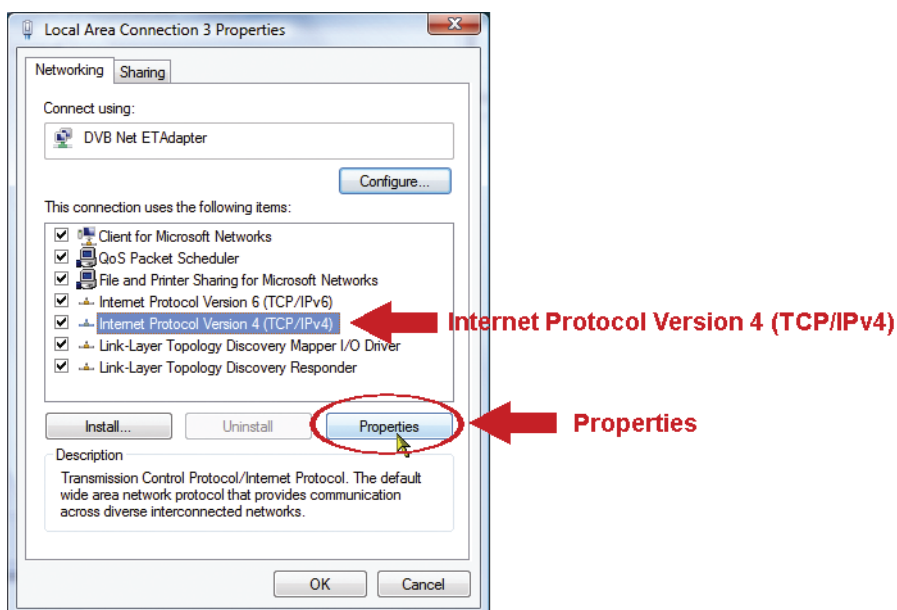 Local Area Connection 3 Properties
Networking
Sharing
Connect using:
DVB Net ETAdapter
Configure...
This connection uses the following items:
Client for Microsoft Networks
QoS Packet Scheduler
File and Printer Sharing for Microsoft Networks
Internet Protocol Version 6 (TCP/IPv6)
Internet Protocol Version 4 (TCP/IPv4)
Internet Protocol Version 4 (TCP/IPv4)
Link-Layer Topology Discovery Mapper I/O Driver
Link-Layer Topology Discovery Responder
Install...
Uninstall
Properties
Properties
Description
Transmission Control Protocol/Internet Protocol. The default
wide area network protocol that provides communication
across diverse interconnected networks.
OK
Cancel